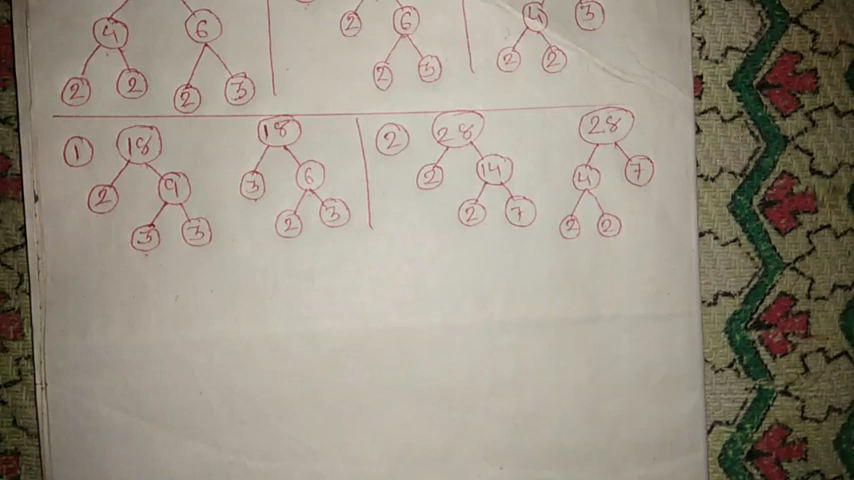 4 6 2 6 4 3
2 2 2 3 2 3 2 2
1 18 18 2 28 28
2 9 3 6 2 14 4 7
3 3 2 3 2 7 2 2